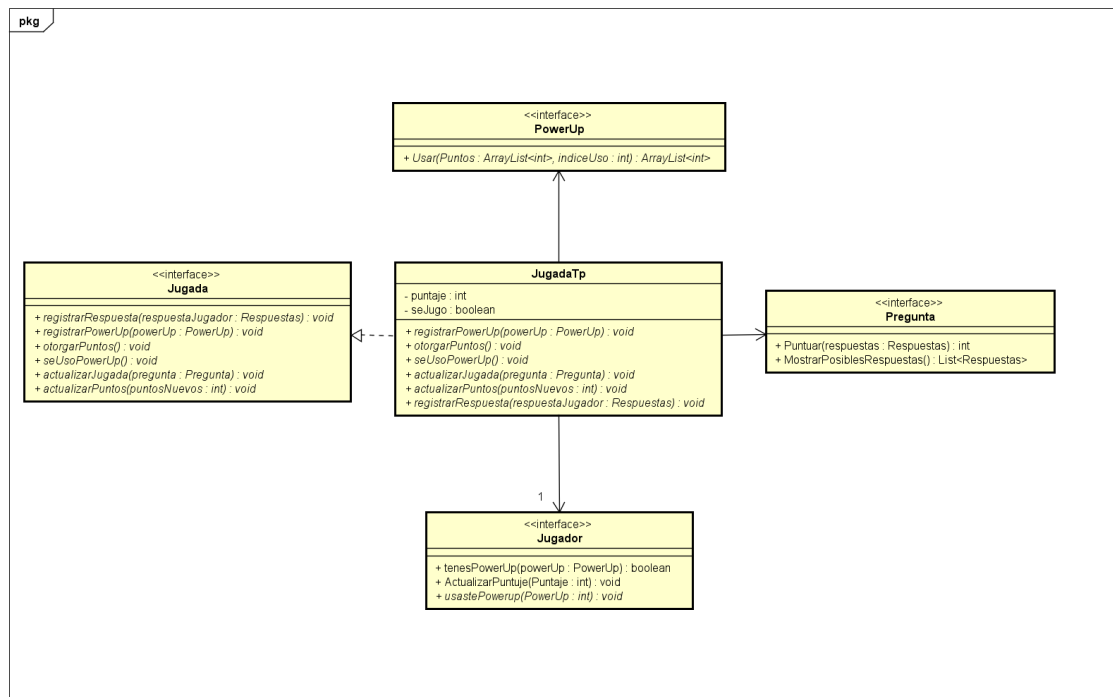 pkg
<<interface>>
PowerUp
+ Usar(Puntos : ArrayList<int>, indiceUso : int) : ArrayList<int>
<<interface>>
Jugada
+ registrarRespuesta(respuestaJugador : Respuestas) : void
+ registrarPowerUp(powerUp : PowerUp) : void
+ otorgarPuntos() : void
+ seUsoPowerUp() : void
+ actualizarJugada(pregunta : Pregunta) : void
+ actualizarPuntos(puntosNuevos : int) : void
JugadaTp
- puntaje : int
- seJugo : boolean
+ registrarPowerUp(powerUp : PowerUp) : void
+ otorgarPuntos() : void
+ seUsoPowerUp() : void
+ actualizarJugada(pregunta : Pregunta) : void
+ actualizarPuntos(puntosNuevos : int) : void
+ registrarRespuesta(respuestaJugador : Respuestas) : void
<<interface>>
Pregunta
+ Puntuar(respuestas : Respuestas) : int
+ MostrarPosiblesRespuestas() : List<Respuestas>
1
<<interface>>
Jugador
+ tenesPowerUp(powerUp : PowerUp) : boolean
+ ActualizarPuntuje(Puntaje : int) : void
+ usastePowerup(PowerUp : int) : void